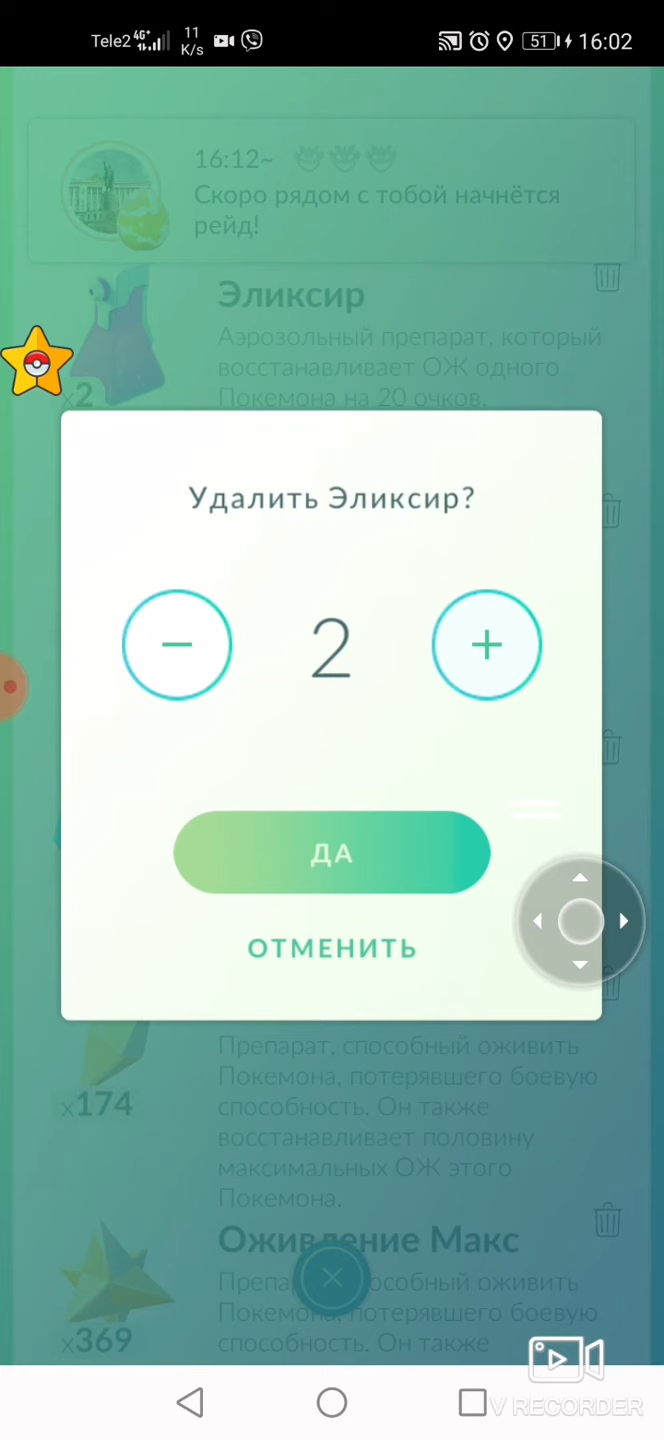 Tele2 4G+ 11 K/s 51 16:02
16:12~
Скоро рядом с тобой начнётся
рейд!
Эликсир
Аэрозольный препарат, который
восстанавливает ОЖ одного
Покемона на 20 очков.
x2
Удалить Эликсир?
2
ДА
ОТМЕНИТЬ
Препарат, способный оживить
Покемона, потерявшего боевую
способность. Он также
восстанавливает половину
максимальных ОЖ этого
Покемона.
x174
Оживление Макс
Препа способный оживить
Покемона, потерявшего боевую
способность. Он также
x369
V RECORDER